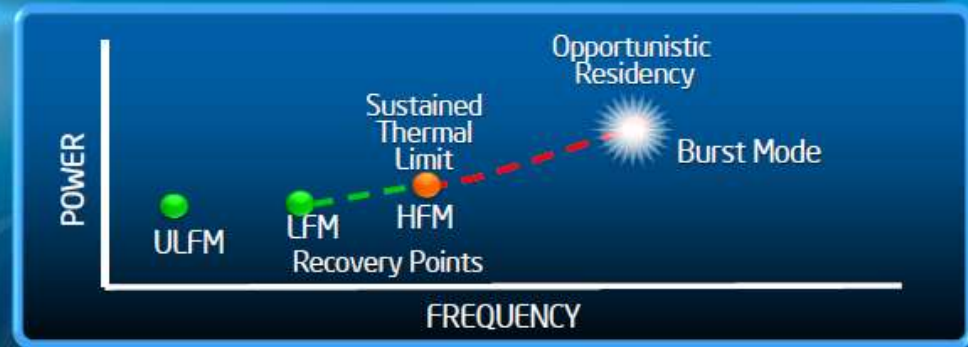 Opportunistic
Residency
Sustained
Thermal
Limit
Burst Mode
POWER
ULFM
LFM
HFM
Recovery Points
FREQUENCY